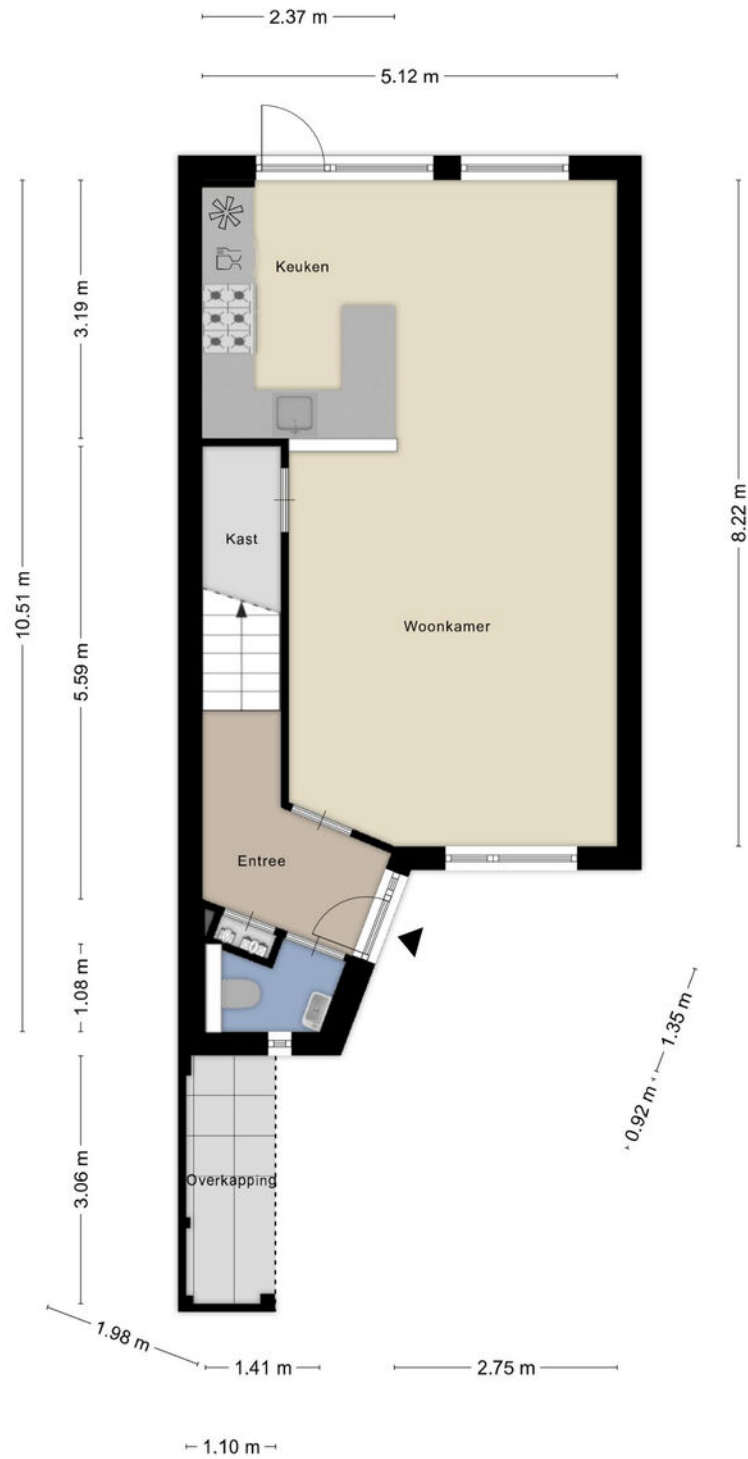 2.37 m
5.12 m
Keuken
3.19 m
8.22 m
Kast
10.51 m
Woonkamer
5.59 m
Entree
1.08 m
1.35 m
0.92 m
Overkapping
3.06 m
1.98 m
1.41 m
2.75 m
1.10 m